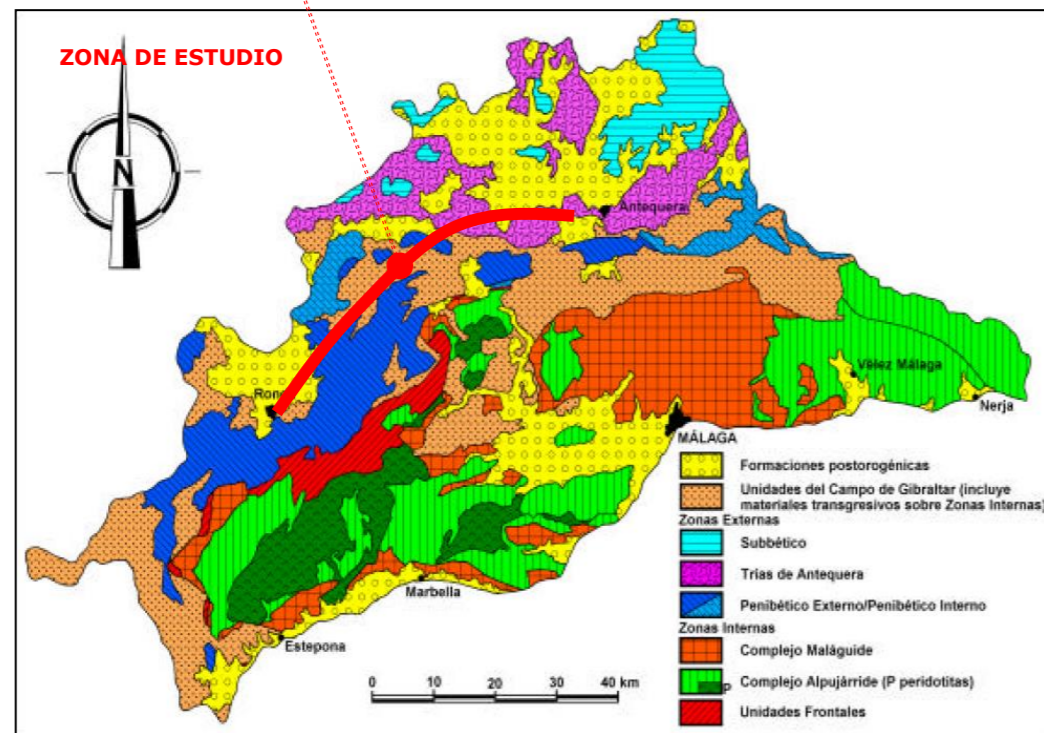 ZONA DE ESTUDIO
N
Antequera
Vélez Málaga
Nerja
MÁLAGA
Marbella
Estepona
0 10 20 30 40 km
Formaciones postorogénicas
Unidades del Campo de Gibraltar (incluye
materiales transgresivos sobre Zonas Internas)
Zonas Externas
Subbético
Trías de Antequera
Penibético Externo/Penibético Interno
Zonas Internas
Complejo Maláguide
P
Complejo Alpujárride (P peridotitas)
Unidades Frontales